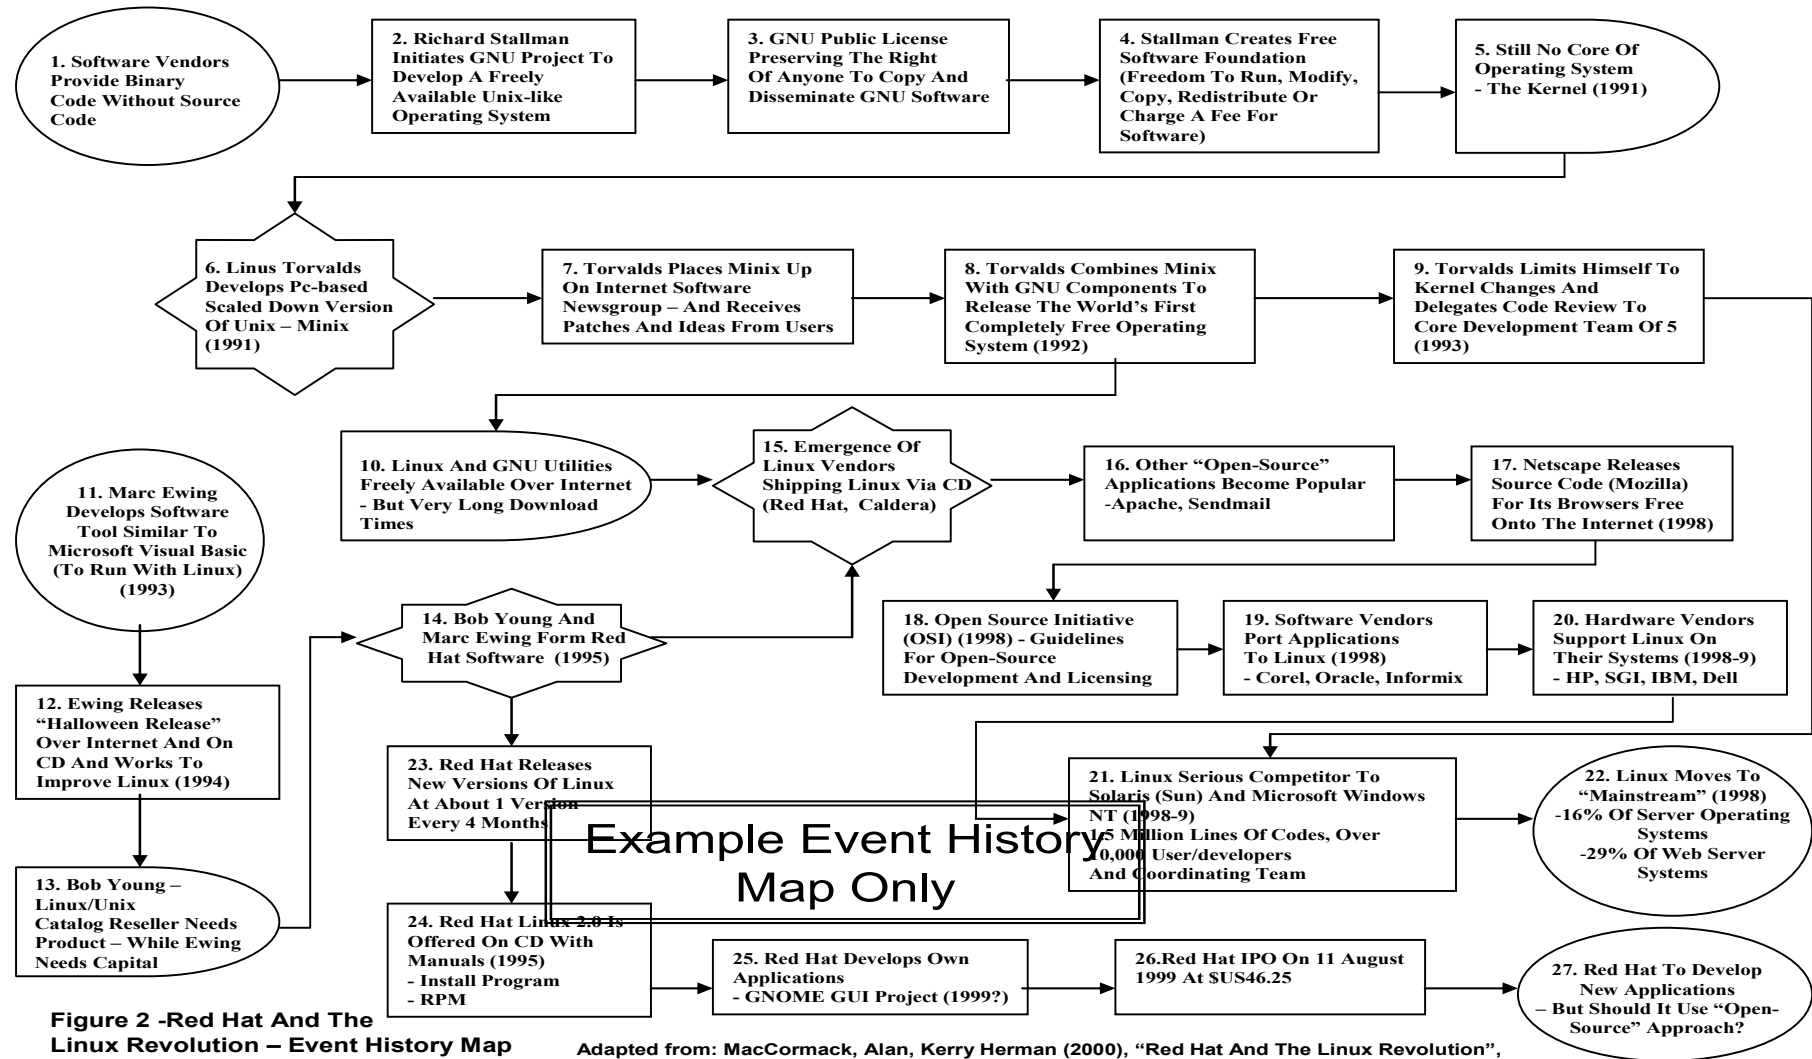 1. Software Vendors
Provide Binary
Code Without Source
Code
2. Richard Stallman
Initiates GNU Project To
Develop A Freely
Available Unix-like
Operating System
3. GNU Public License
Preserving The Right
Of Anyone To Copy And
Disseminate GNU Software
4. Stallman Creates Free
Software Foundation
(Freedom To Run, Modify,
Copy, Redistribute Or
Charge A Fee For
Software)
5. Still No Core Of
Operating System
- The Kernel (1991)
6. Linus Torvalds
Develops Pc-based
Scaled Down Version
Of Unix – Minix
(1991)
7. Torvalds Places Minix Up
On Internet Software
Newsgroup – And Receives
Patches And Ideas From Users
8. Torvalds Combines Minix
With GNU Components To
Release The World's First
Completely Free Operating
System (1992)
9. Torvalds Limits Himself To
Kernel Changes And
Delegates Code Review To
Core Development Team Of 5
(1993)
10. Linux And GNU Utilities
Freely Available Over Internet
- But Very Long Download
Times
11. Marc Ewing
Develops Software
Tool Similar To
Microsoft Visual Basic
(To Run With Linux)
(1993)
12. Ewing Releases
“Halloween Release”
Over Internet And On
CD And Works To
Improve Linux (1994)
13. Bob Young –
Linux/Unix
Catalog Reseller Needs
Product – While Ewing
Needs Capital
14. Bob Young And
Marc Ewing Form Red
Hat Software (1995)
15. Emergence Of
Linux Vendors
Shipping Linux Via CD
(Red Hat, Caldera)
16. Other “Open-Source”
Applications Become Popular
-Apache, Sendmail
17. Netscape Releases
Source Code (Mozilla)
For Its Browsers Free
Onto The Internet (1998)
18. Open Source Initiative
(OSI) (1998) - Guidelines
For Open-Source
Development And Licensing
19. Software Vendors
Port Applications
To Linux (1998)
- Corel, Oracle, Informix
20. Hardware Vendors
Support Linux On
Their Systems (1998-9)
- HP, SGI, IBM, Dell
21. Linux Serious Competitor To
Solaris (Sun) And Microsoft Windows
NT (1998-9)
1.5 Million Lines Of Codes, Over
10,000 User/developers
And Coordinating Team
22. Linux Moves To
“Mainstream” (1998)
-16% Of Server Operating
Systems
-29% Of Web Server
Systems
23. Red Hat Releases
New Versions Of Linux
At About 1 Version
Every 4 Months
Example Event History
Map Only
24. Red Hat Linux 2.0 Is
Offered On CD With
Manuals (1995)
- Install Program
- RPM
25. Red Hat Develops Own
Applications
- GNOME GUI Project (1999?)
26.Red Hat IPO On 11 August
1999 At $US46.25
27. Red Hat To Develop
New Applications
– But Should It Use “Open-
Source” Approach?
Figure 2 -Red Hat And The
Linux Revolution – Event History Map
Adapted from: MacCormack, Alan, Kerry Herman (2000), “Red Hat And The Linux Revolution”,